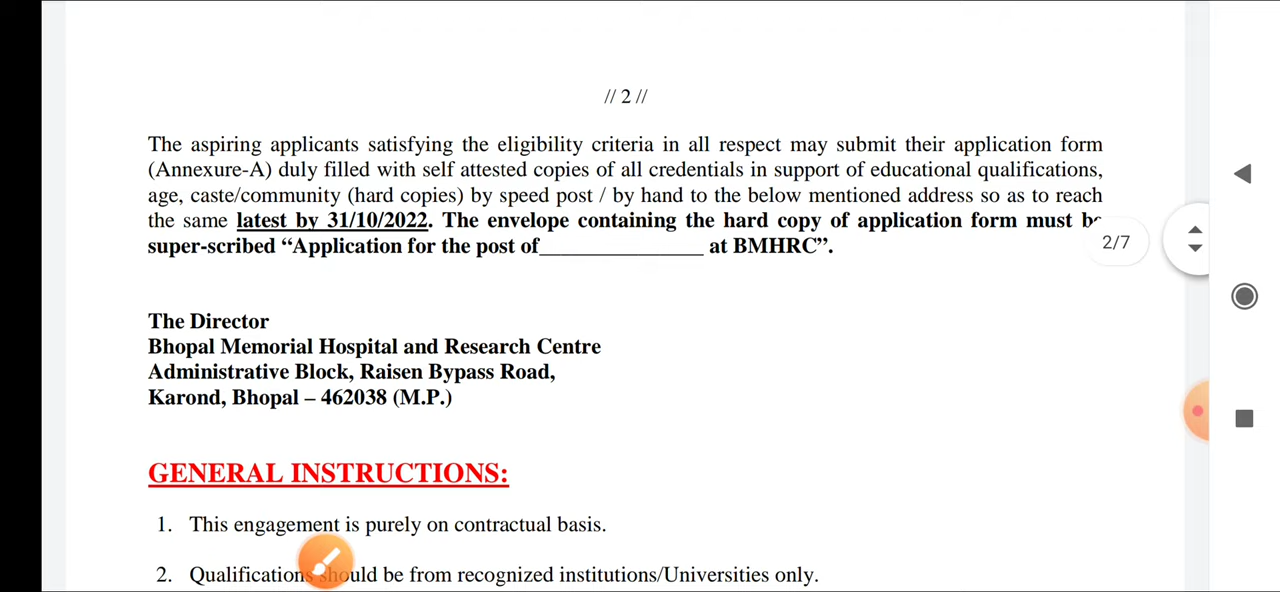 // 2 //
The aspiring applicants satisfying the eligibility criteria in all respect may submit their application form
(Annexure-A) duly filled with self attested copies of all credentials in support of educational qualifications,
age, caste/community (hard copies) by speed post / by hand to the below mentioned address so as to reach
the same latest by 31/10/2022. The envelope containing the hard copy of application form must be
super-scribed “Application for the post of_______________ at BMHRC”.
2/7
The Director
Bhopal Memorial Hospital and Research Centre
Administrative Block, Raisen Bypass Road,
Karond, Bhopal – 462038 (M.P.)
GENERAL INSTRUCTIONS:
1. This engagement is purely on contractual basis.
2. Qualifications should be from recognized institutions/Universities only.